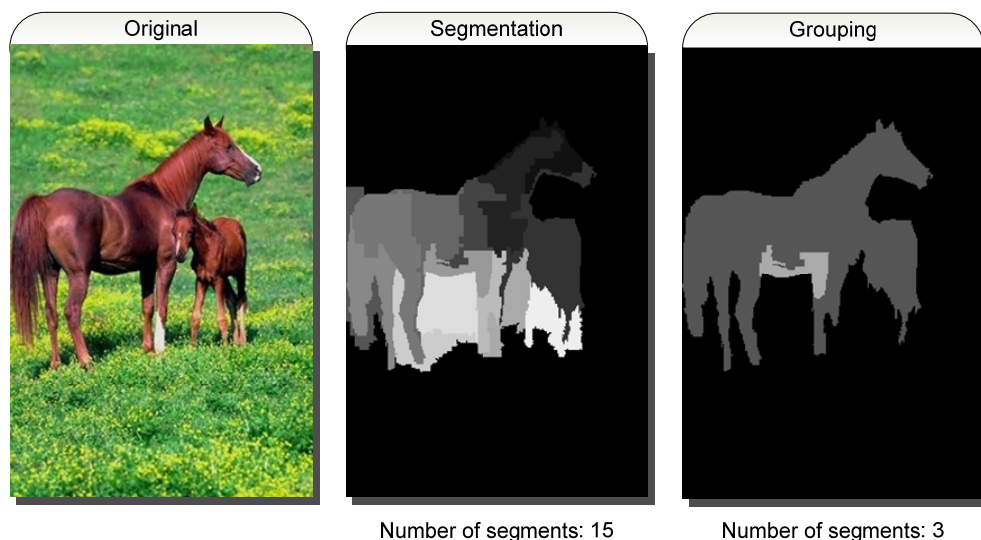 Original
Segmentation
Grouping
Number of segments: 15
Number of segments: 3